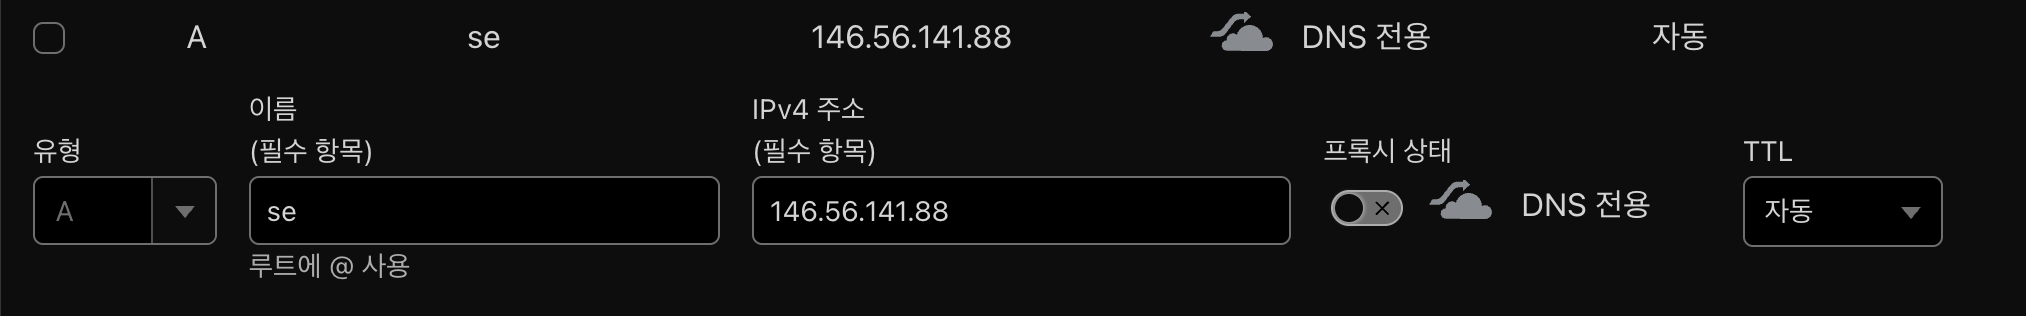 A se 146.56.141.88 DNS 전용 자동
이름
(필수 항목)
IPv4 주소
(필수 항목)
유형
프록시 상태
TTL
A
se
146.56.141.88
DNS 전용
자동
루트에 @ 사용